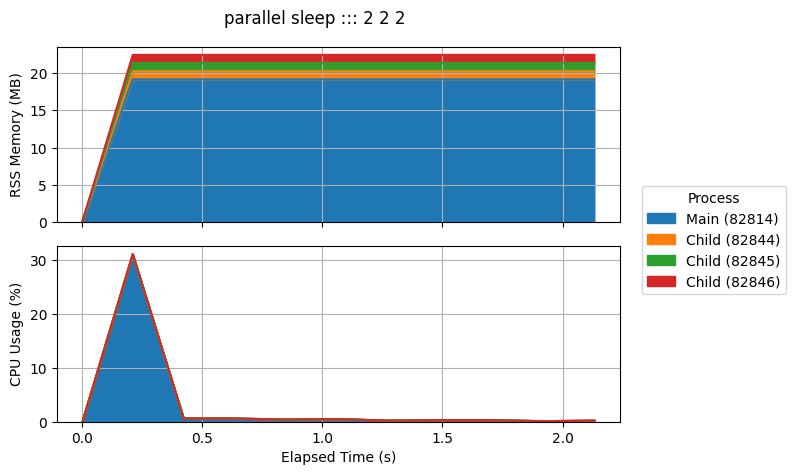 parallel sleep ::: 2 2 2
RSS Memory (MB)
20
15
10
5
0
CPU Usage (%)
30
20
10
0
0.0 0.5 1.0 1.5 2.0
Elapsed Time (s)
Process
Main (82814)
Child (82844)
Child (82845)
Child (82846)